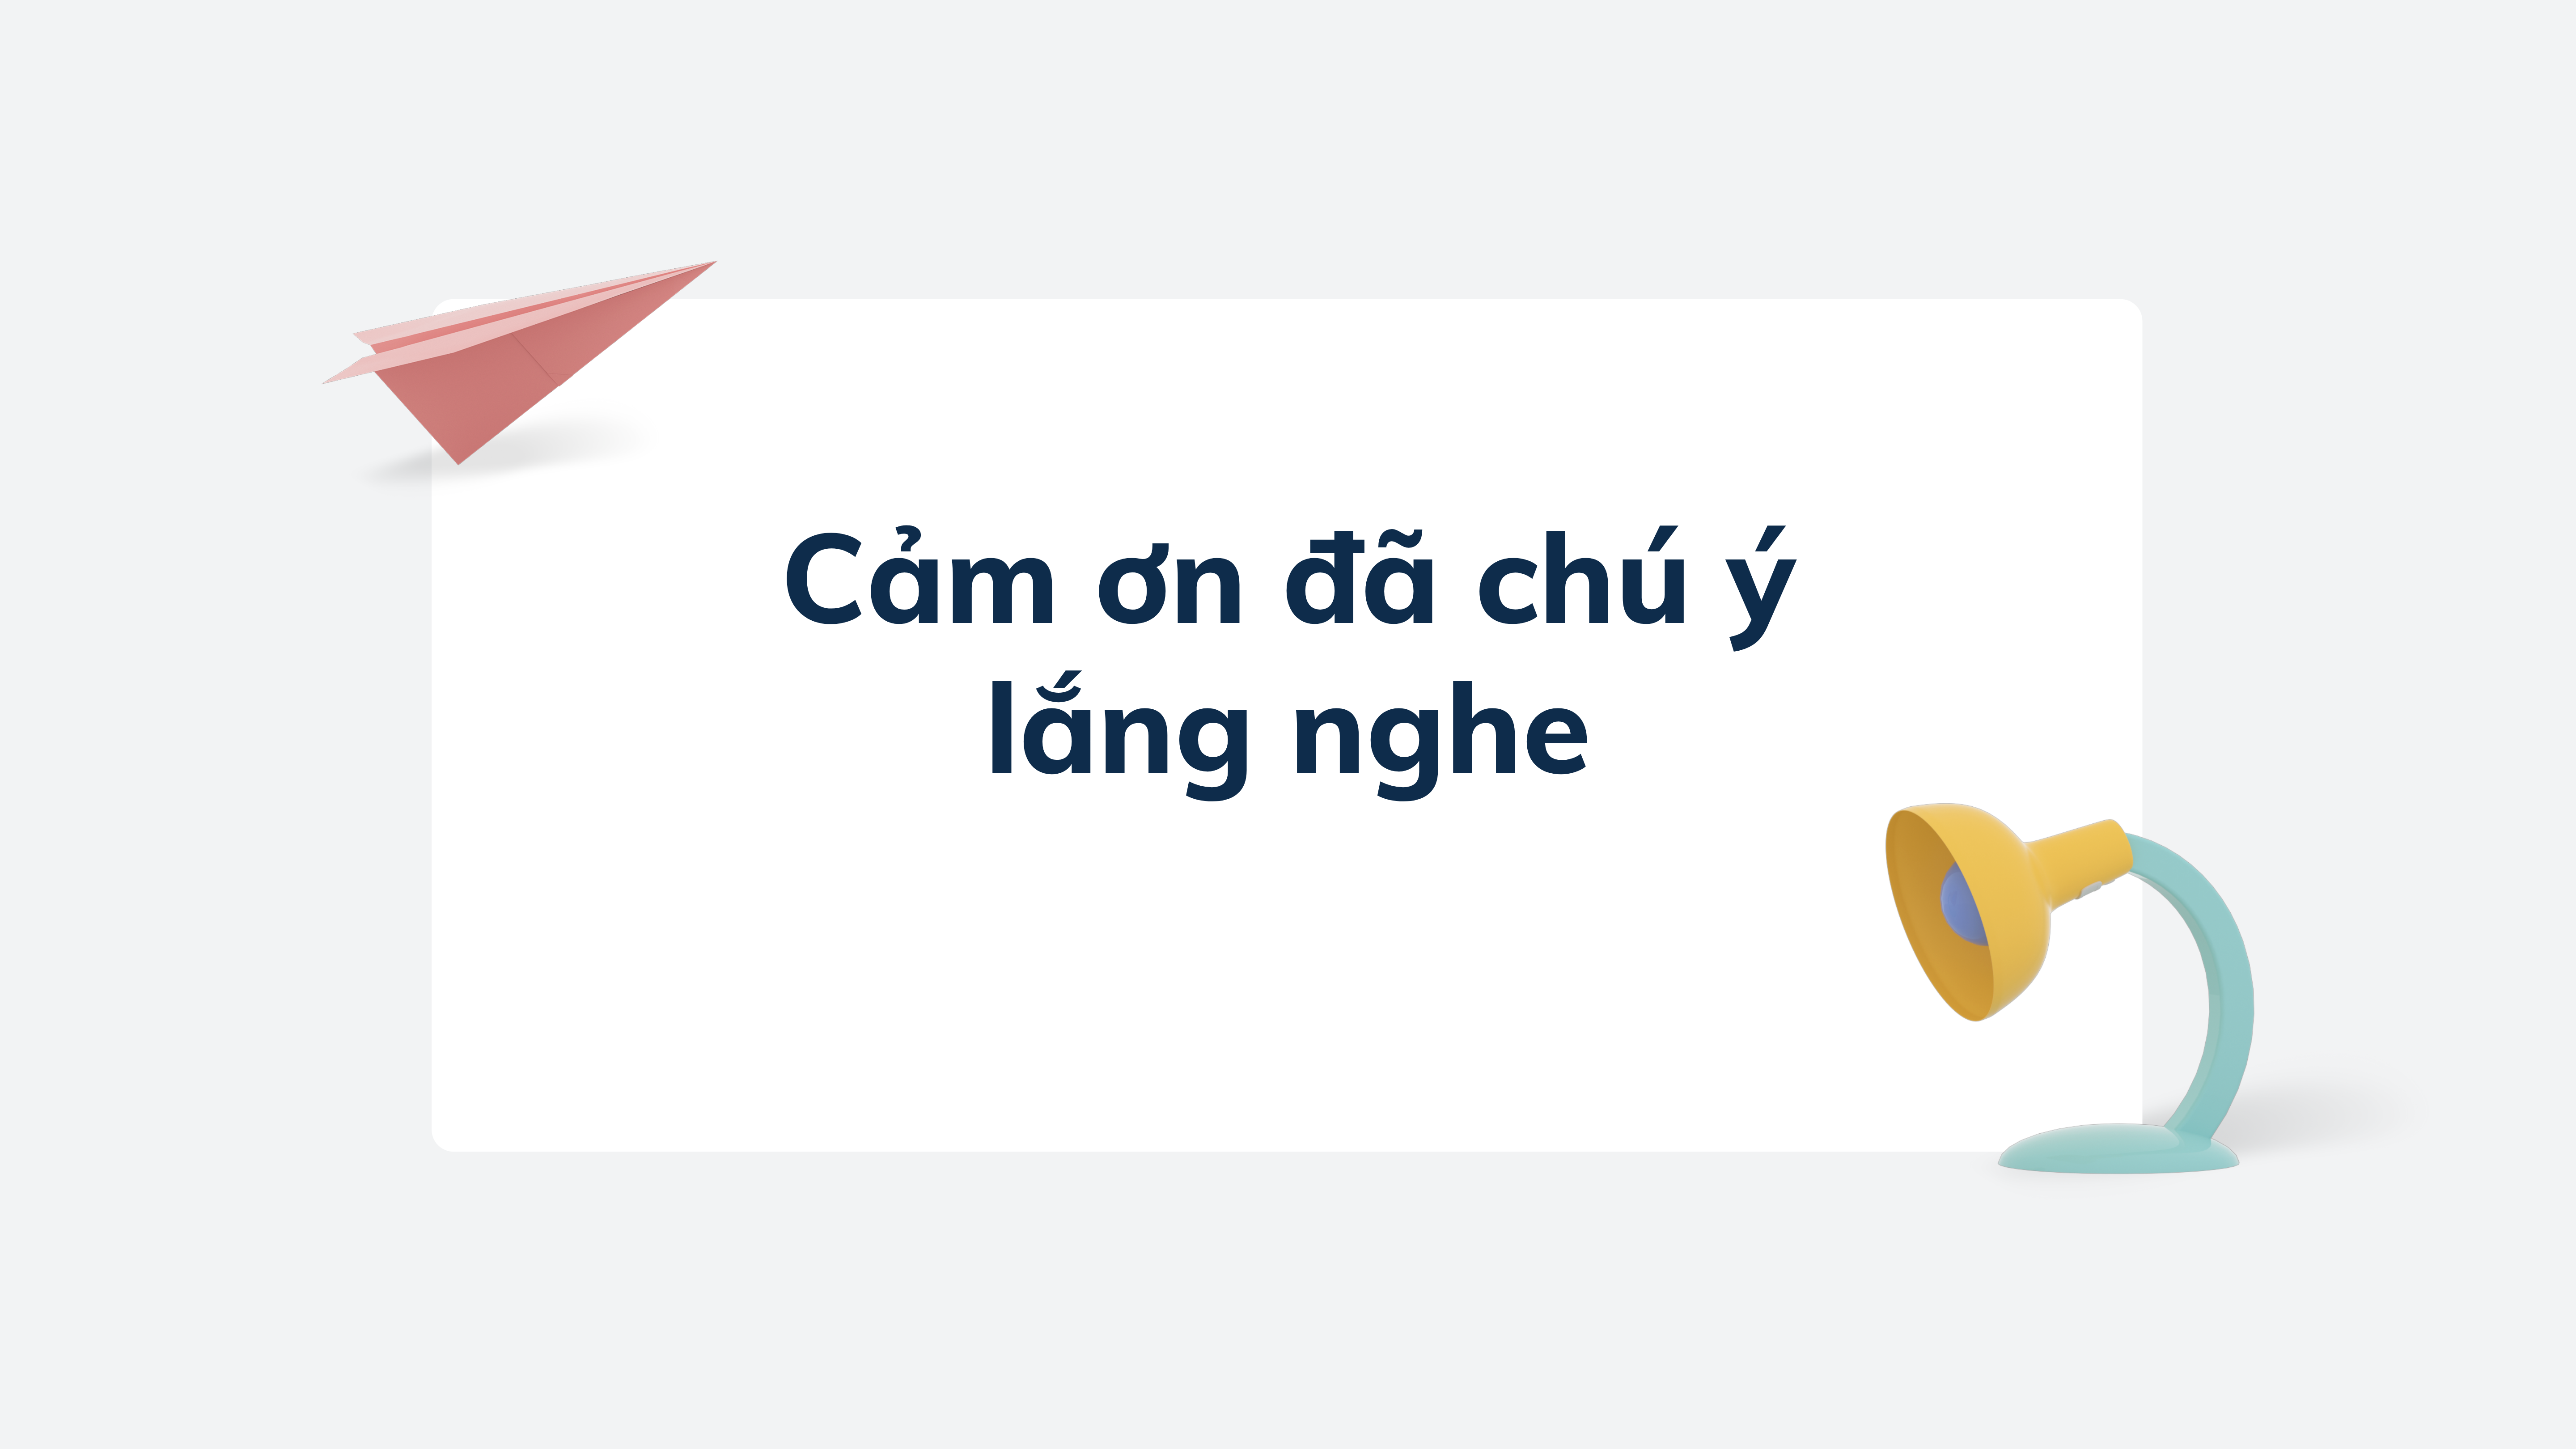 Cảm ơn đã chú ý
lắng nghe